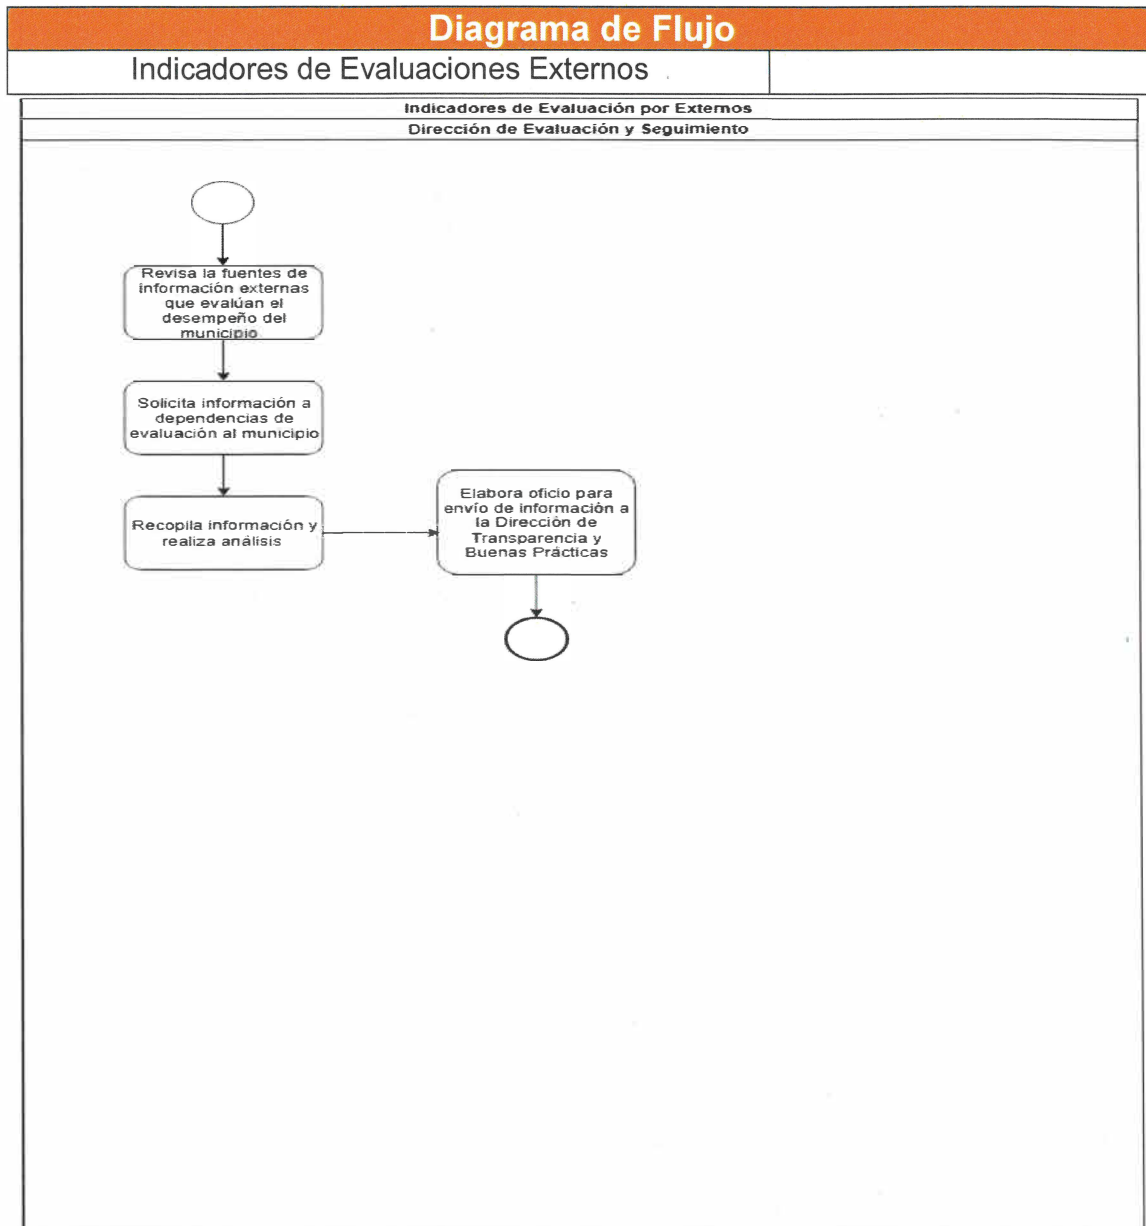 Diagrama de Flujo
Indicadores de Evaluaciones Externos
Indicadores de Evaluación por Externos
Dirección de Evaluación y Seguimiento
Revisa la fuentes de
información externas
que evalúan el
desempeño del
municipio
Solicita información a
dependencias de
evaluación al municipio
Recopila información y
realiza análisis
Elabora oficio para
envío de información a
la Dirección de
Transparencia y
Buenas Prácticas